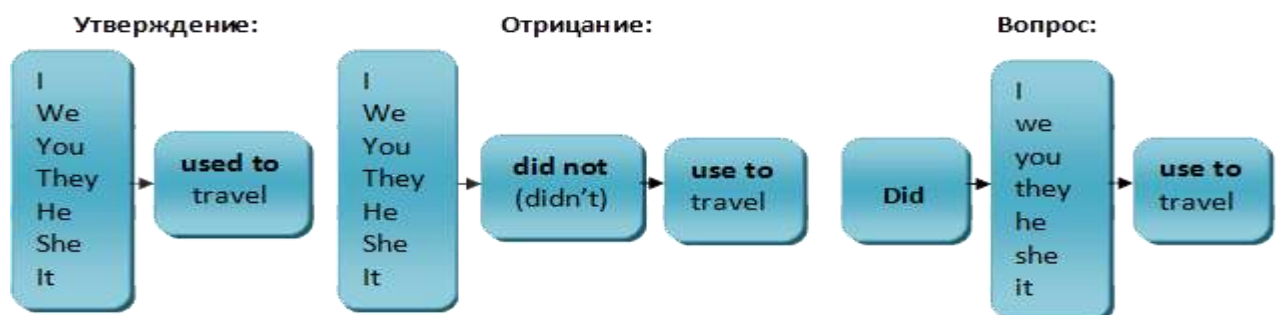 Утверждение:
I
We
You
They
He
She
It
used to
travel
Отрицание:
I
We
You
They
He
She
It
did not
(didn't)
use to
travel
Вопрос:
Did
I
we
you
they
he
she
it
use to
travel